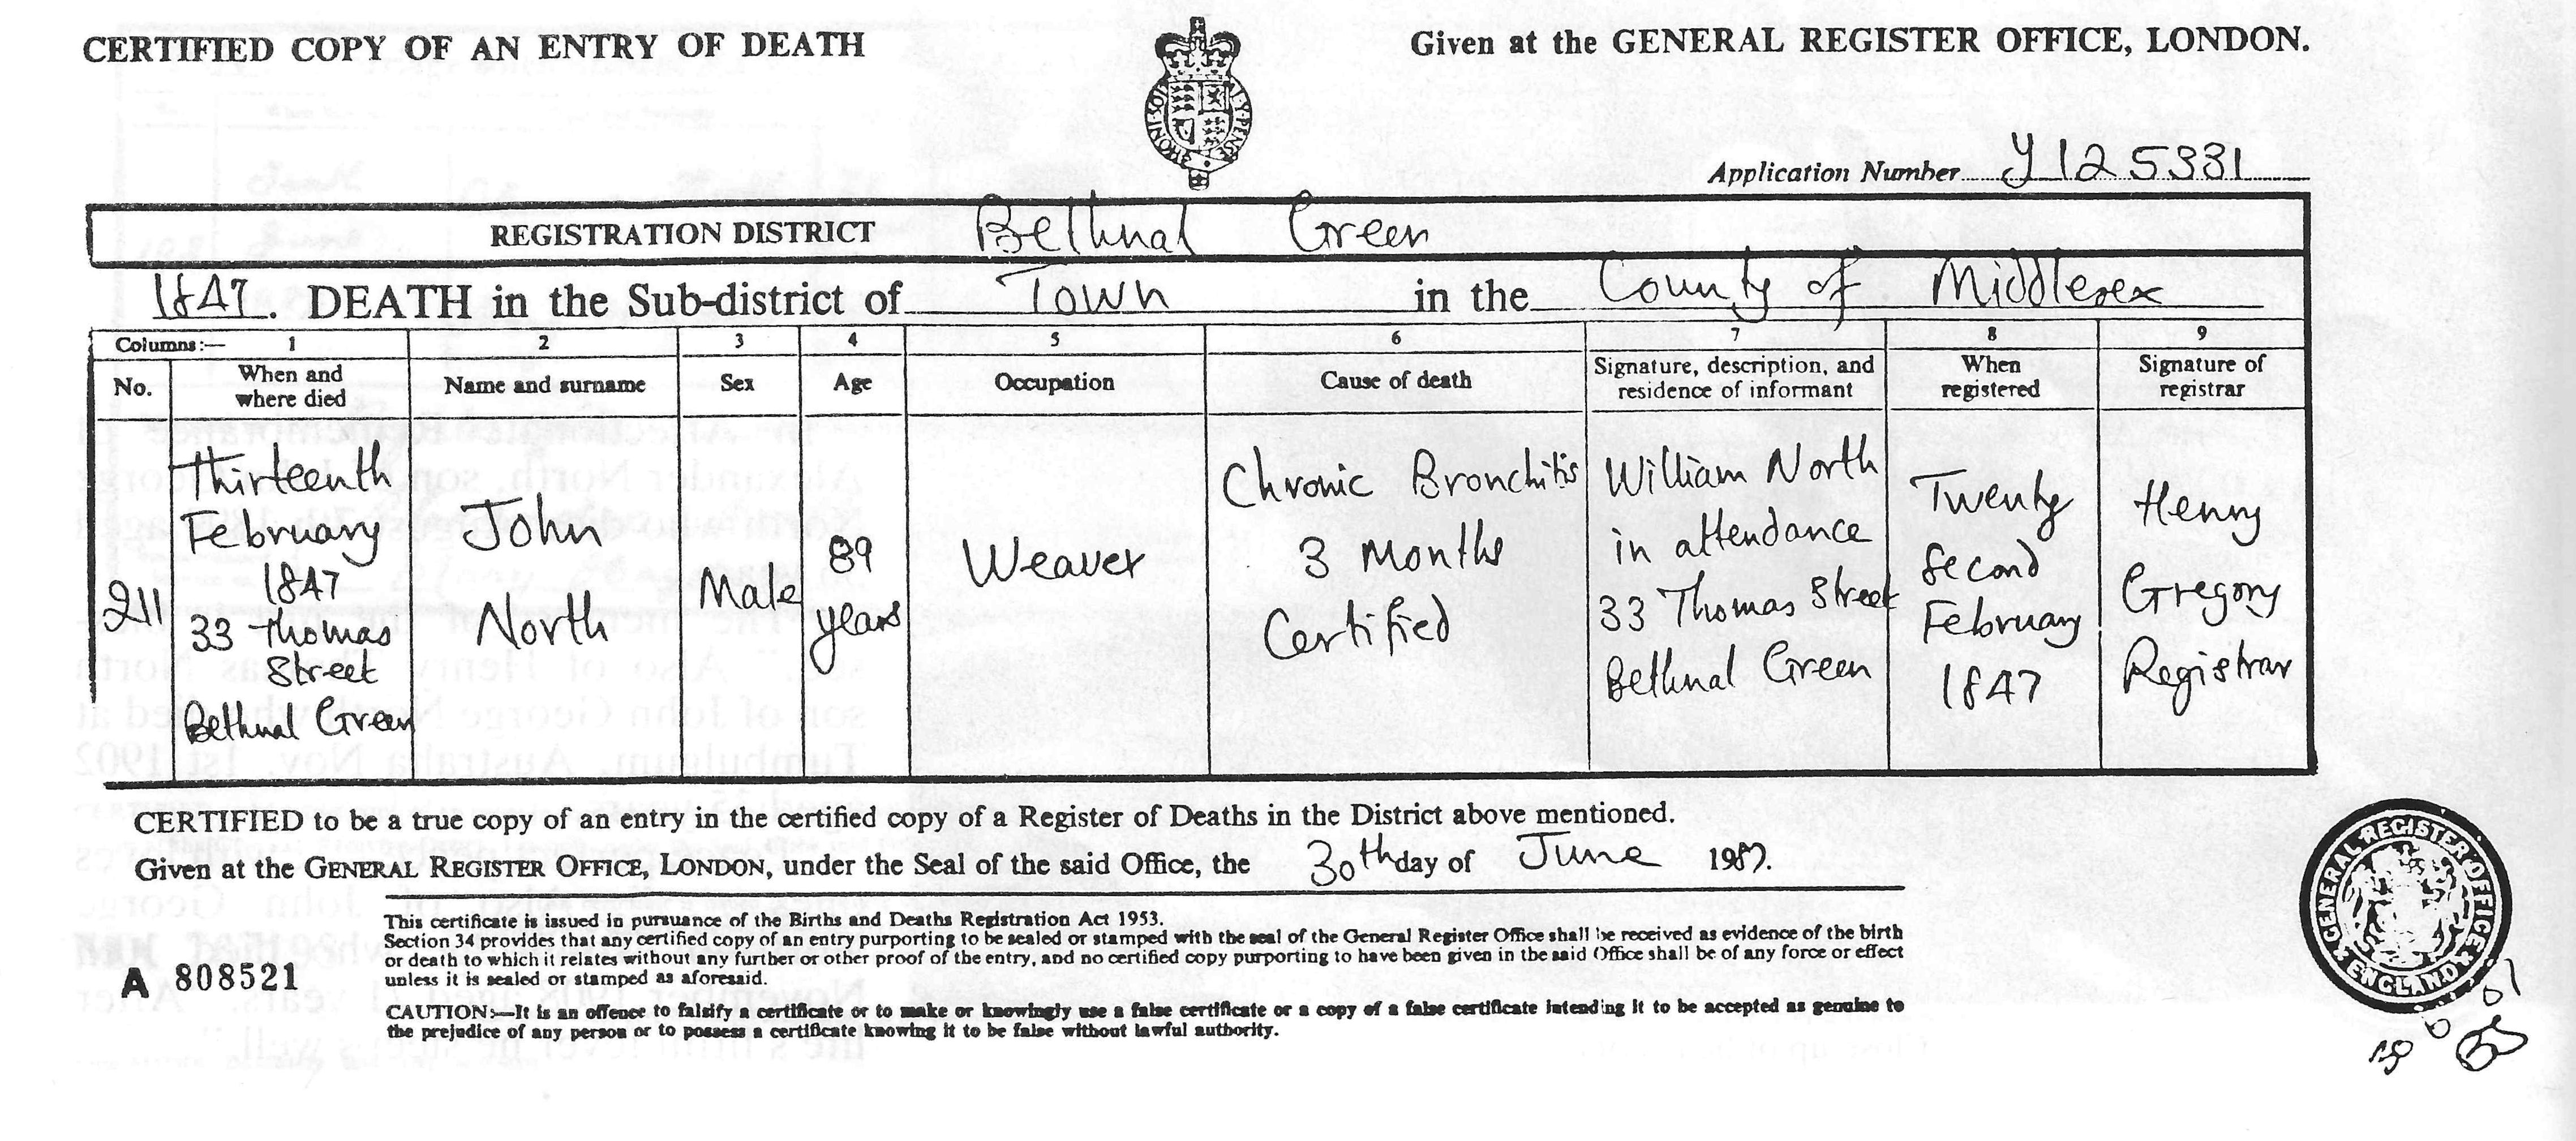 CERTIFIED COPY OF AN ENTRY OF DEATH
Given at the GENERAL REGISTER OFFICE, LONDON.
HONI SOIT QUI MAL Y PENSE
Application Number Y125331
REGISTRATION DISTRICT Bethnal Green
1847. DEATH in the Sub-district of Town in the County of Middlesex
Columns:— 1 2 3 4 5 6 7 8 9
No.
When and
where died
Name and surname
Sex
Age
Occupation
Cause of death
Signature, description, and
residence of informant
When
registered
Signature of
registrar
211
Thirteenth
February
1847
33 Thomas
Street
Bethnal Green
John
North
Male
89
years
Weaver
Chronic Bronchitis
3 Months
Certified
William North
in attendance
33 Thomas Street
Bethnal Green
Twenty
Second
February
1847
Henry
Gregory
Registrar
CERTIFIED to be a true copy of an entry in the certified copy of a Register of Deaths in the District above mentioned.
Given at the GENERAL REGISTER OFFICE, LONDON, under the Seal of the said Office, the 30th day of June 1987.
This certificate is issued in pursuance of the Births and Deaths Registration Act 1953.
Section 34 provides that any certified copy of an entry purporting to be sealed or stamped with the seal of the General Register Office shall be received as evidence of the birth
or death to which it relates without any further or other proof of the entry, and no certified copy purporting to have been given in the said Office shall be of any force or effect
unless it is sealed or stamped as aforesaid.
A 808521
CAUTION:—It is an offence to falsify a certificate or to make or knowingly use a false certificate or a copy of a false certificate intending it to be accepted as genuine to
the prejudice of any person or to possess a certificate knowing it to be false without lawful authority.
GENERAL REGISTER OFFICE
ENGLAND